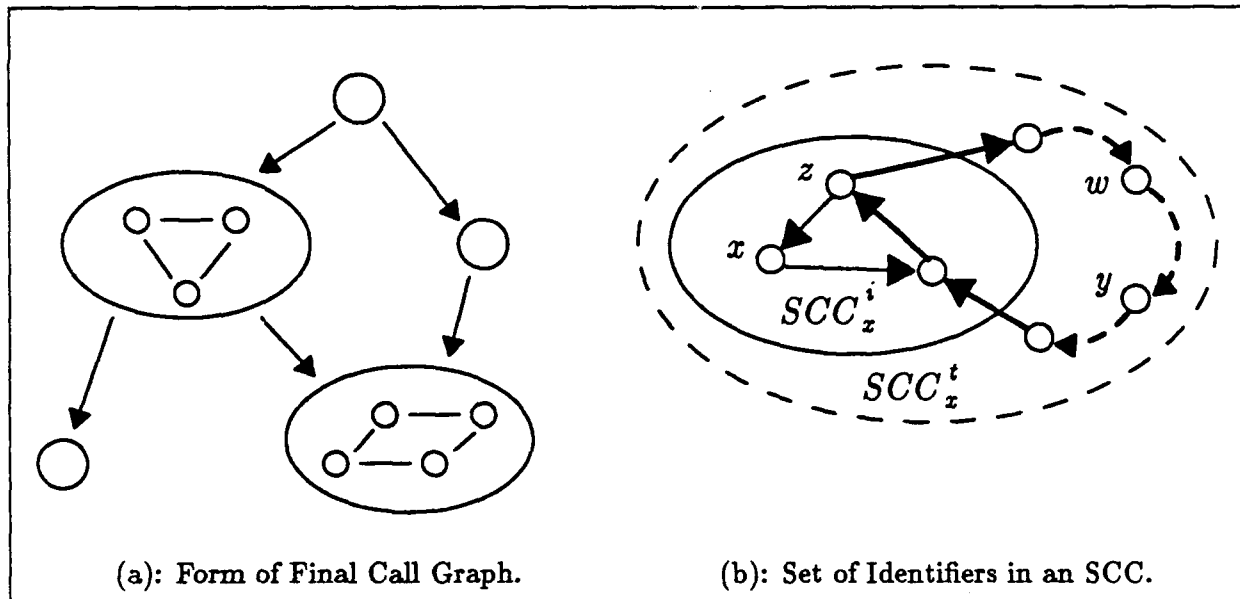 z
w
x
y
SCC_x^i
SCC_x^t
(a): Form of Final Call Graph.
(b): Set of Identifiers in an SCC.